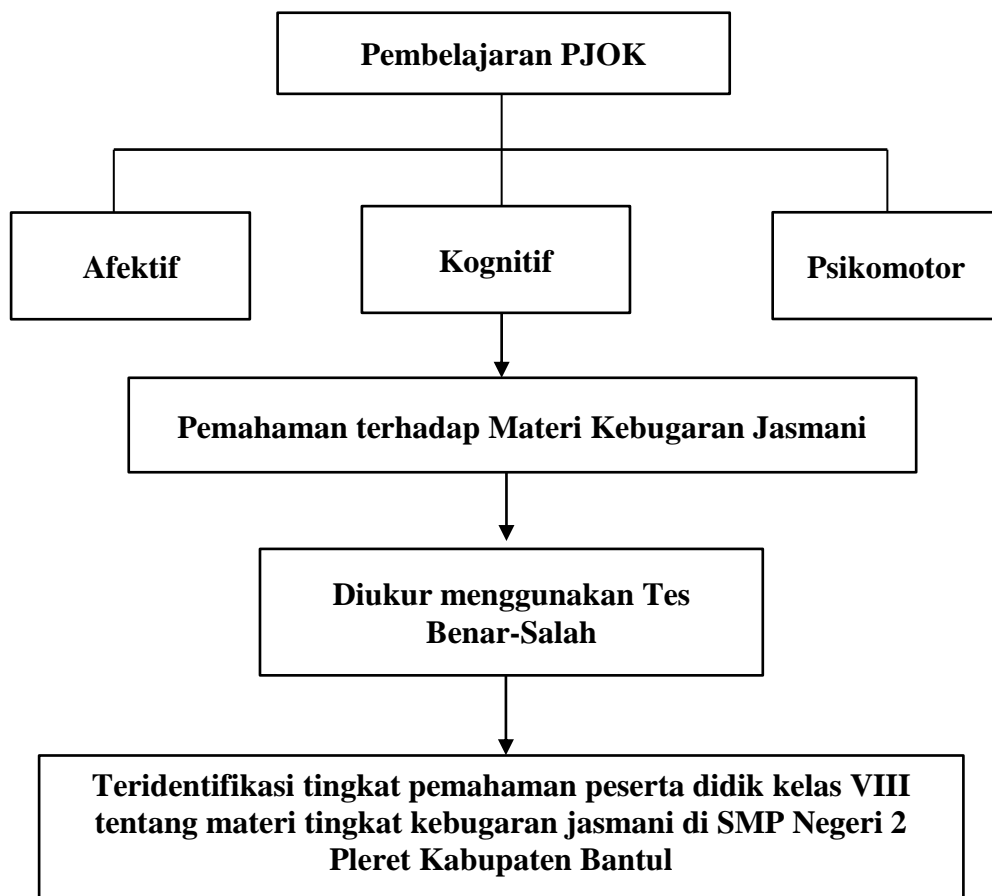 Pembelajaran PJOK
Afektif
Kognitif
Psikomotor
Pemahaman terhadap Materi Kebugaran Jasmani
Diukur menggunakan Tes
Benar-Salah
Teridentifikasi tingkat pemahaman peserta didik kelas VIII
tentang materi tingkat kebugaran jasmani di SMP Negeri 2
Pleret Kabupaten Bantul